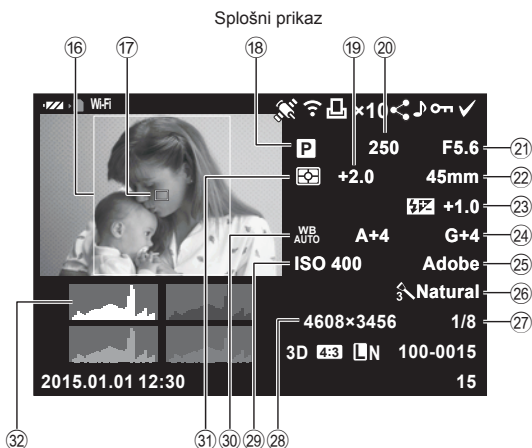 Splošni prikaz
16 17 18 19 20
Wi-Fi ×10
P 250 F5.6 21
+2.0 45mm 22
+1.0 23
WB AUTO A+4 G+4 24
ISO 400 Adobe 25
3 Natural 26
4608×3456 1/8 27
3D 4:3 LN 100-0015
2015.01.01 12:30 15
32 31 30 29 28